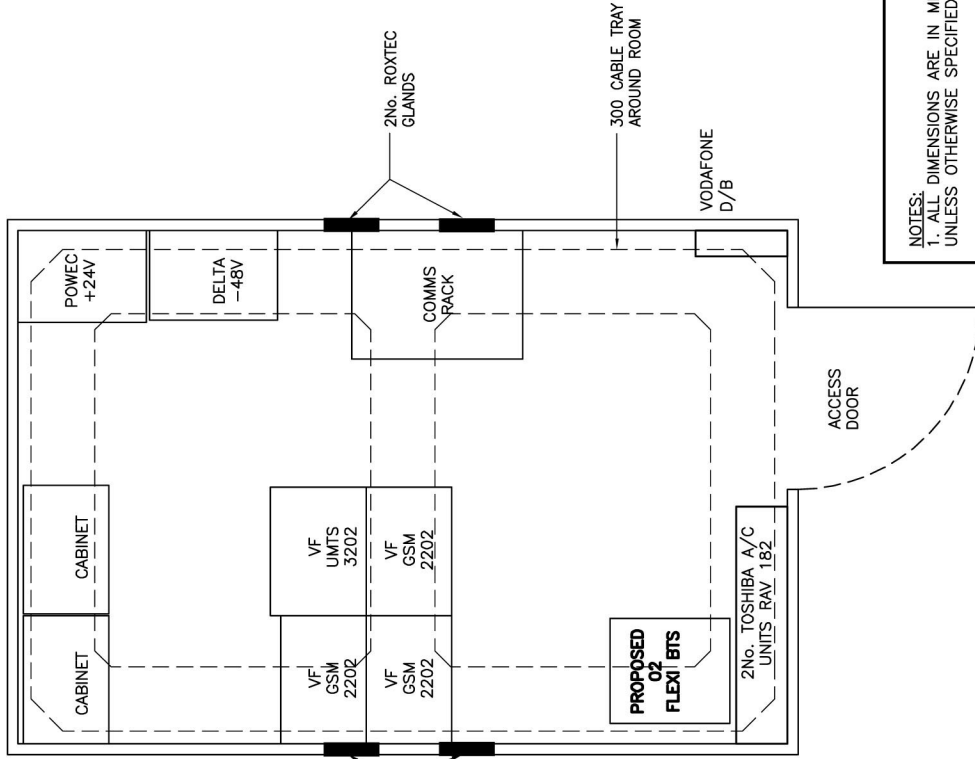 2No. ROXTEC
GLANDS
POWEC
+24V
DELTA
-48V
COMMS
RACK
300 CABLE TRAY
AROUND ROOM
VODAFONE
D/B
CABINET
CABINET
VF
UMTS
3202
VF
GSM
2202
VF
GSM
2202
VF
GSM
2202
PROPOSED
02
FLEXI BTS
2No. TOSHIBA A/C
UNITS RAV 182
ACCESS
DOOR
NOTES:
1. ALL DIMENSIONS ARE IN M
UNLESS OTHERWISE SPECIFIED